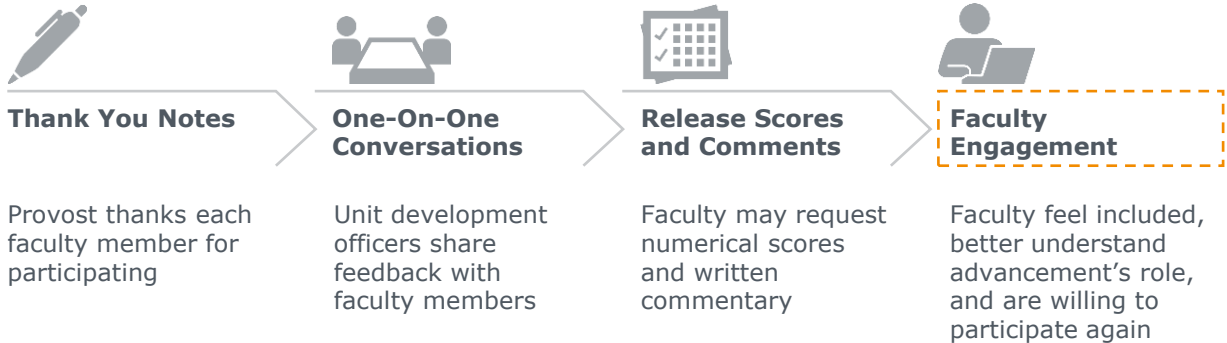 Thank You Notes
Provost thanks each
faculty member for
participating
One-On-One
Conversations
Unit development
officers share
feedback with
faculty members
Release Scores
and Comments
Faculty may request
numerical scores
and written
commentary
Faculty
Engagement
Faculty feel included,
better understand
advancement’s role,
and are willing to
participate again